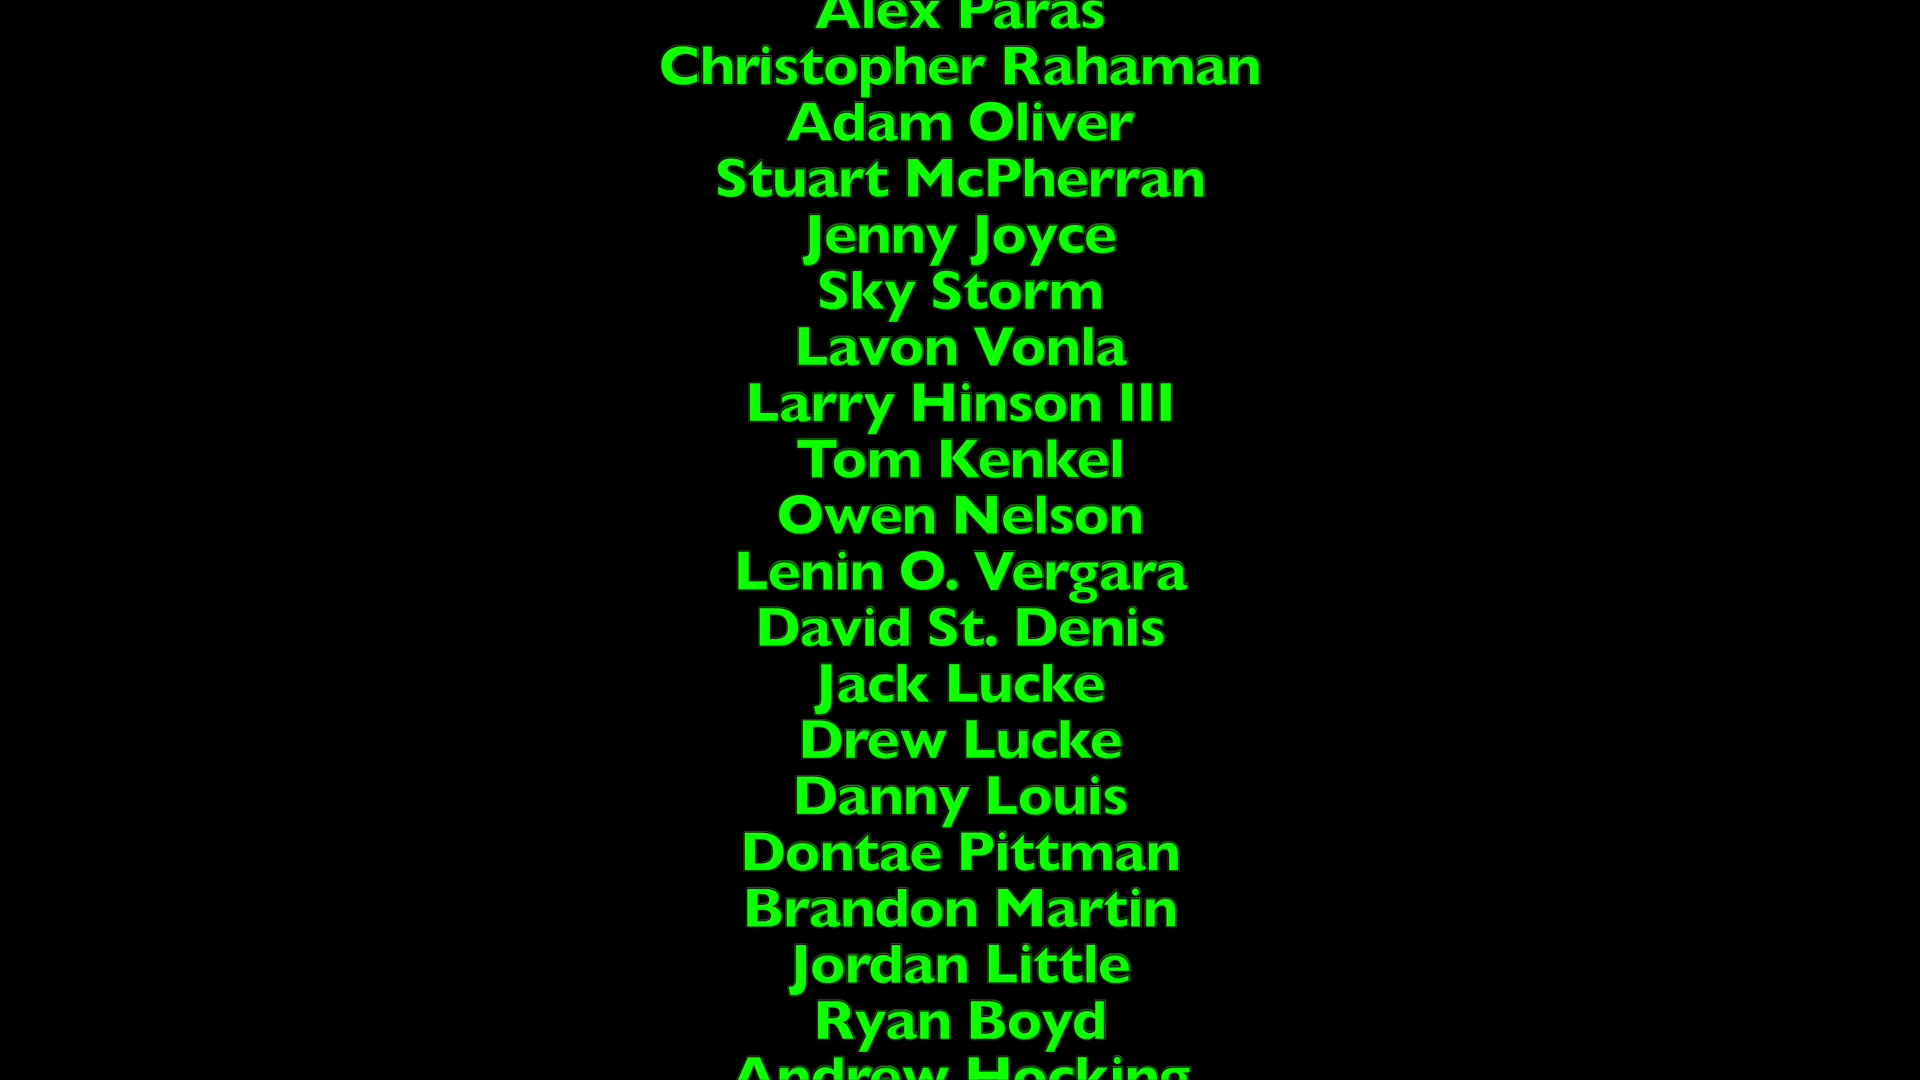 Alex Paras
Christopher Rahaman
Adam Oliver
Stuart McPherran
Jenny Joyce
Sky Storm
Lavon Vonla
Larry Hinson III
Tom Kenkel
Owen Nelson
Lenin O. Vergara
David St. Denis
Jack Lucke
Drew Lucke
Danny Louis
Dontae Pittman
Brandon Martin
Jordan Little
Ryan Boyd
Andrew Hocking